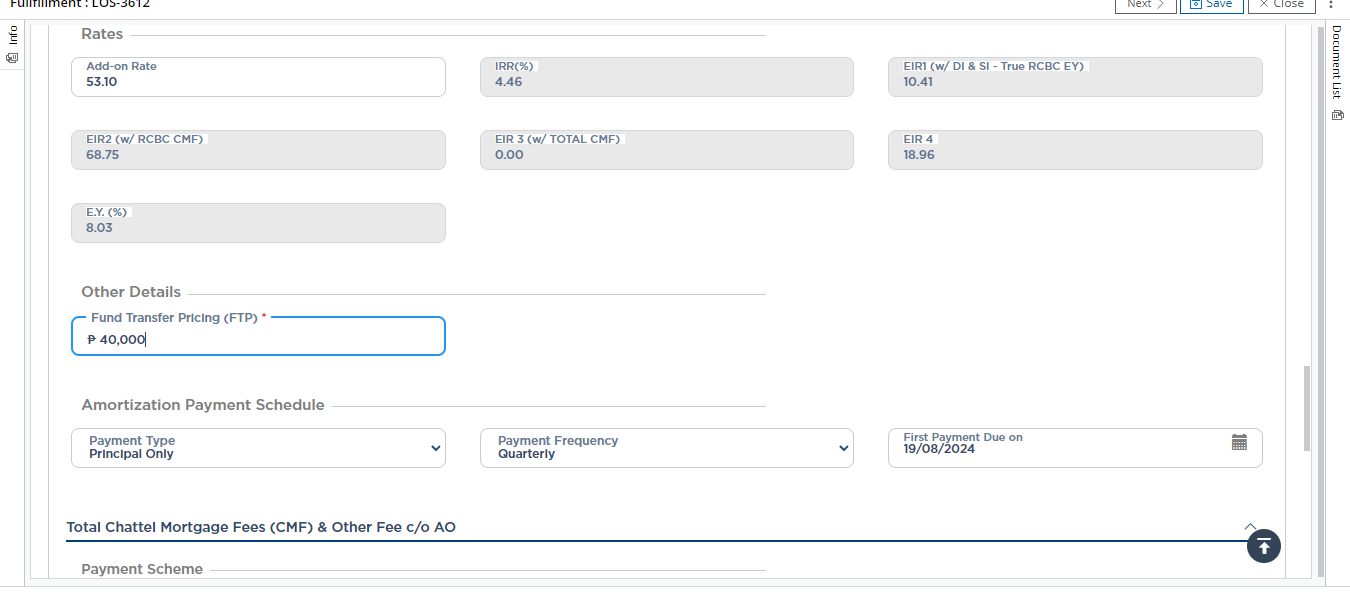 Fullfillment : LOS-3612
Next Save Close
Info
Document List
Rates
Add-on Rate
53.10
IRR(%)
4.46
EIR1 (w/ DI & SI - True RCBC EY)
10.41
EIR2 (w/ RCBC CMF)
68.75
EIR 3 (w/ TOTAL CMF)
0.00
EIR 4
18.96
E.Y. (%)
8.03
Other Details
Fund Transfer Pricing (FTP) *
₱ 40,000
Amortization Payment Schedule
Payment Type
Principal Only
Payment Frequency
Quarterly
First Payment Due on
19/08/2024
Total Chattel Mortgage Fees (CMF) & Other Fee c/o AO
Payment Scheme